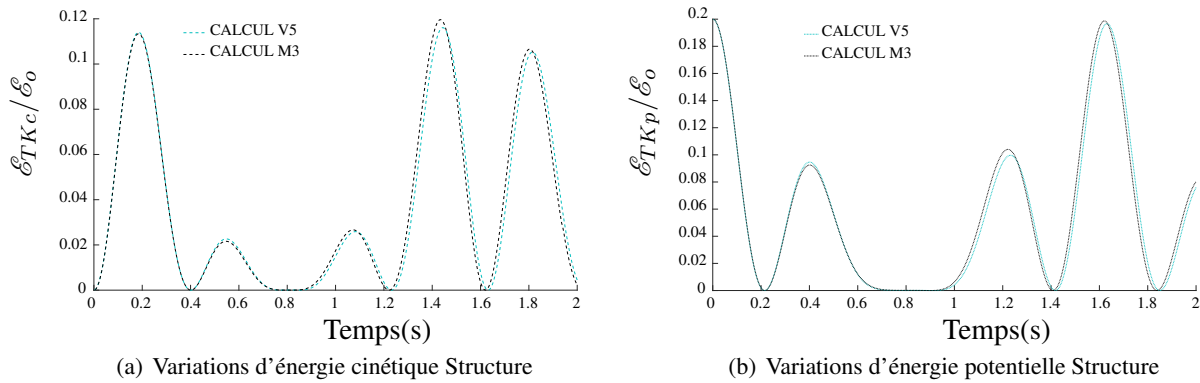 0.12
0.1
0.08
0.06
0.04
0.02
0
CALCUL V5
CALCUL M3
ℰTKc/ℰo
0 0.2 0.4 0.6 0.8 1 1.2 1.4 1.6 1.8 2
Temps(s)
(a) Variations d'énergie cinétique Structure
0.2
0.18
0.16
0.14
0.12
0.1
0.08
0.06
0.04
0.02
0
CALCUL V5
CALCUL M3
ℰTKp/ℰo
0 0.2 0.4 0.6 0.8 1 1.2 1.4 1.6 1.8 2
Temps(s)
(b) Variations d'énergie potentielle Structure